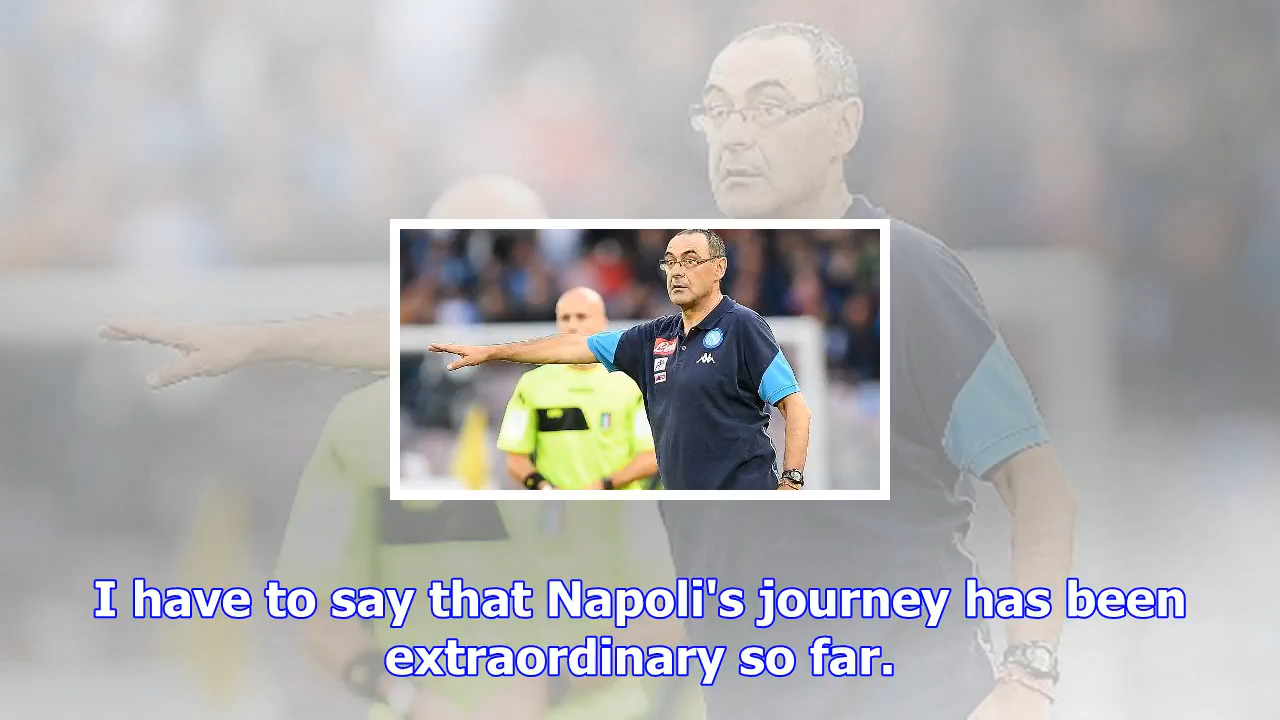 I have to say that Napoli's journey has been
extraordinary so far.